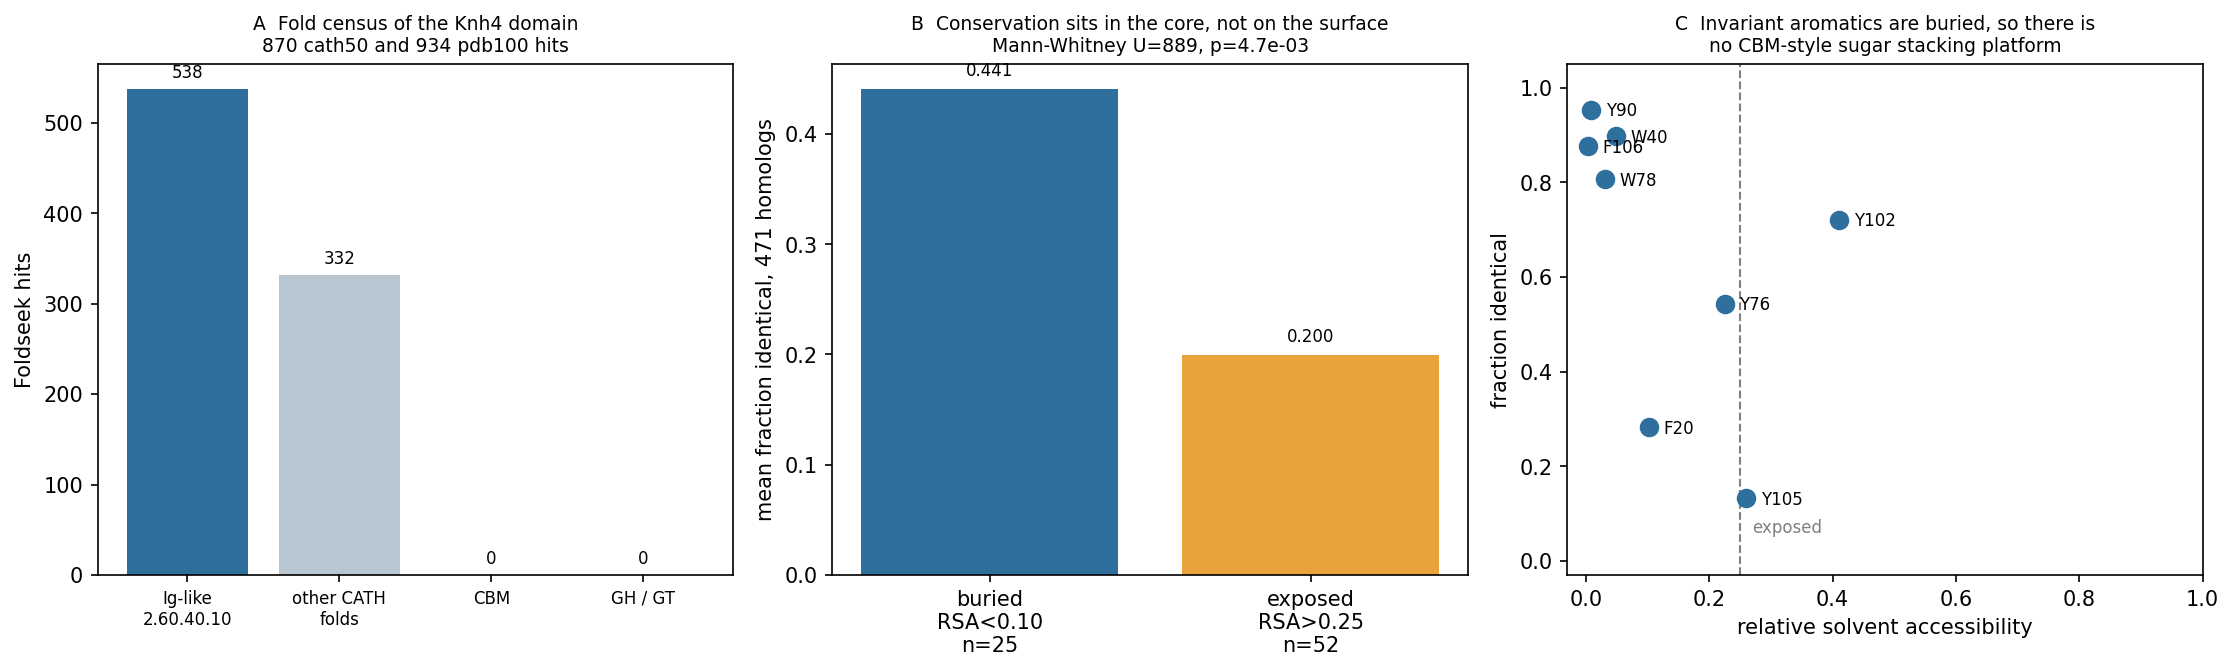 A  Fold census of the Knh4 domain
870 cath50 and 934 pdb100 hits
Foldseek hits
500
400
300
200
100
0
538
332
0
0
Ig-like
2.60.40.10
other CATH
folds
CBM
GH / GT
B  Conservation sits in the core, not on the surface
Mann-Whitney U=889, p=4.7e-03
mean fraction identical, 471 homologs
0.4
0.3
0.2
0.1
0.0
0.441
0.200
buried
RSA<0.10
n=25
exposed
RSA>0.25
n=52
C  Invariant aromatics are buried, so there is
no CBM-style sugar stacking platform
fraction identical
1.0
0.8
0.6
0.4
0.2
0.0
Y90
W40
F106
W78
Y102
Y76
F20
Y105
exposed
0.0
0.2
0.4
0.6
0.8
1.0
relative solvent accessibility